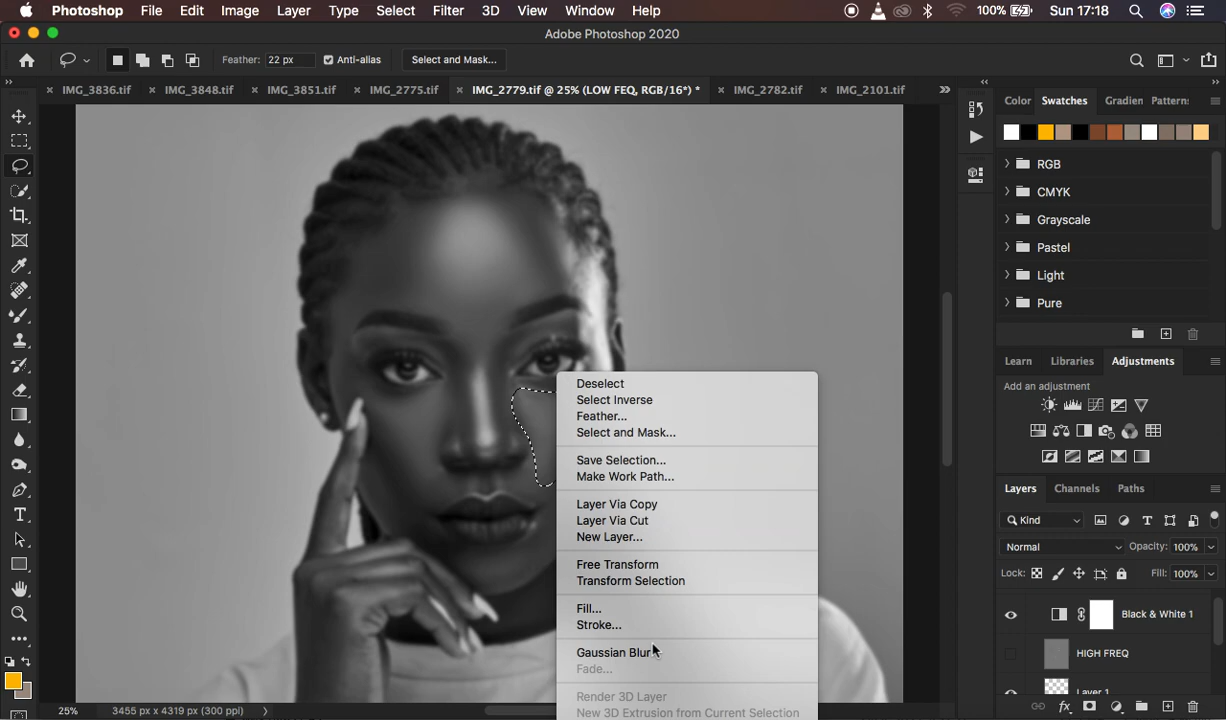 Photoshop File Edit Image Layer Type Select Filter 3D View Window Help 100% Sun 17:18
Adobe Photoshop 2020
Feather: 22 px Anti-alias Select and Mask...
IMG_3836.tif IMG_3848.tif IMG_3851.tif IMG_2775.tif IMG_2779.tif @ 25% (LOW FEQ, RGB/16*) * IMG_2782.tif IMG_2101.tif
Color Swatches Gradien Pattern:
RGB
CMYK
Grayscale
Pastel
Light
Pure
Learn Libraries Adjustments
Add an adjustment
Deselect
Select Inverse
Feather...
Select and Mask...
Save Selection...
Make Work Path...
Layer Via Copy
Layer Via Cut
New Layer...
Free Transform
Transform Selection
Fill...
Stroke...
Gaussian Blur
Fade...
Render 3D Layer
New 3D Extrusion from Current Selection
Layers Channels Paths
Kind
Normal Opacity: 100%
Lock: Fill: 100%
Black & White 1
HIGH FREQ
Layer 1
25% 3455 px x 4319 px (300 ppi)